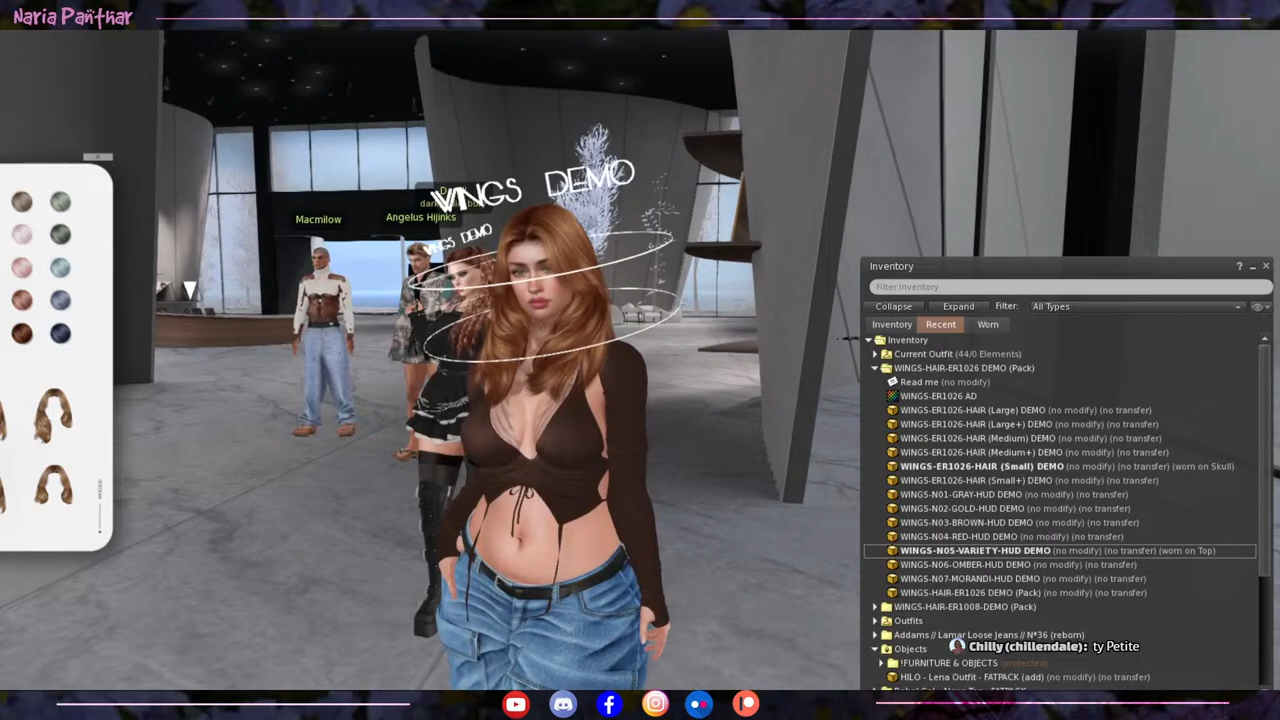 Naria Panthar
WINGS DEMO
WINGS DEMO
Macmilow
Angelus Hijinks
Inventory
?
Filter Inventory
Collapse
Expand
Filter:
All Types
Inventory
Recent
Worn
Inventory
Current Outfit (44/0 Elements)
WINGS-HAIR-ER1026 DEMO (Pack)
Read me (no modify)
WINGS-ER1026 AD
WINGS-ER1026-HAIR (Large) DEMO (no modify) (no transfer)
WINGS-ER1026-HAIR (Large+) DEMO (no modify) (no transfer)
WINGS-ER1026-HAIR (Medium) DEMO (no modify) (no transfer)
WINGS-ER1026-HAIR (Medium+) DEMO (no modify) (no transfer)
WINGS-ER1026-HAIR (Small) DEMO (no modify) (no transfer) (worn on Skull)
WINGS-ER1026-HAIR (Small+) DEMO (no modify) (no transfer)
WINGS-N01-GRAY-HUD DEMO (no modify) (no transfer)
WINGS-N02-GOLD-HUD DEMO (no modify) (no transfer)
WINGS-N03-BROWN-HUD DEMO (no modify) (no transfer)
WINGS-N04-RED-HUD DEMO (no modify) (no transfer)
WINGS-N05-VARIETY-HUD DEMO (no modify) (no transfer) (worn on Top)
WINGS-N06-OMBER-HUD DEMO (no modify) (no transfer)
WINGS-N07-MORANDI-HUD DEMO (no modify) (no transfer)
WINGS-HAIR-ER1026 DEMO (Pack) (no modify) (no transfer)
WINGS-HAIR-ER1008-DEMO (Pack)
Outfits
Addams // Lamar Loose Jeans // N°36 (reborn)
Chilly (chillendale): ty Petite
Objects
!FURNITURE & OBJECTS (protected)
HILO - Lena Outfit - FATPACK (add) (no modify) (no transfer)